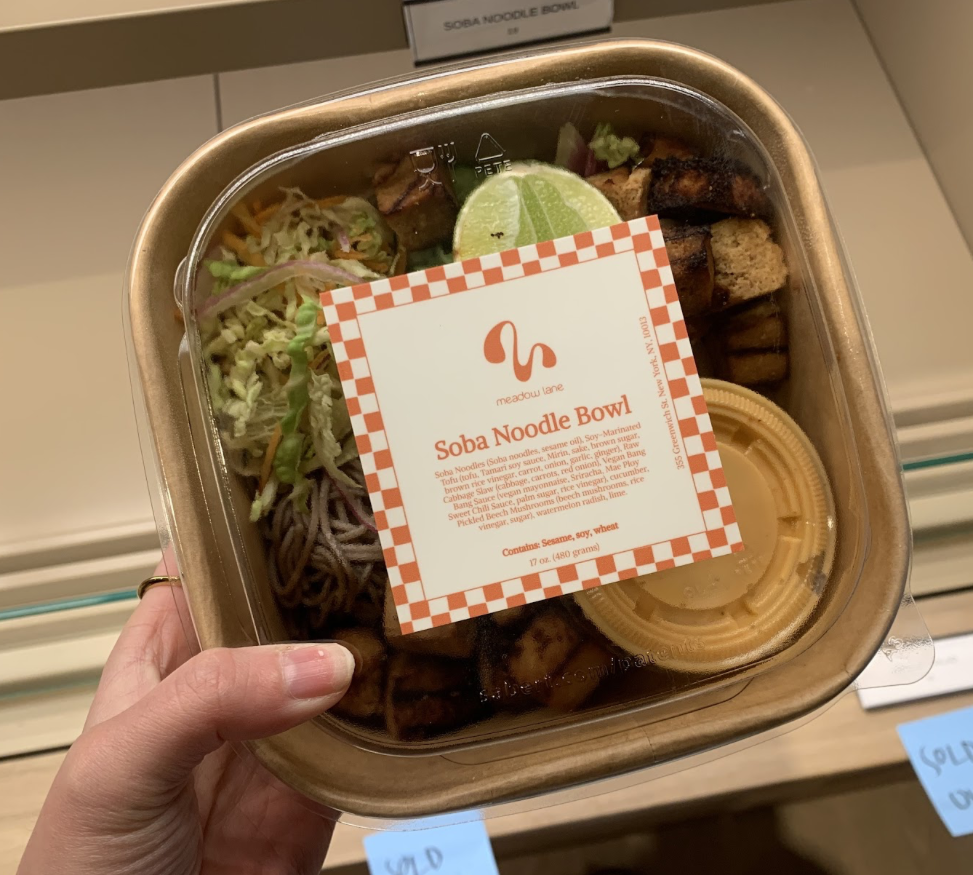 SOBA NOODLE BOWL
PETE
meadow lane
Soba Noodle Bowl
Soba Noodles (Soba noodles, sesame oil), Soy-Marinated
Tofu (tofu, Tamari soy sauce, Mirin, sake, brown sugar,
brown rice vinegar, carrot, onion, garlic, ginger), Raw
Cabbage Slaw (cabbage, carrots, red onion), Vegan Bang
Bang Sauce (vegan mayonnaise, Sriracha, Mae Ploy
Sweet Chili Sauce, palm sugar, rice vinegar), cucumber,
Pickled Beech Mushrooms (beech mushrooms, rice
vinegar, sugar), watermelon radish, lime.
Contains: Sesame, soy, wheat
17 oz. (480 grams)
355 Greenwich St. New York, NY, 10013
SOLD
SOLD